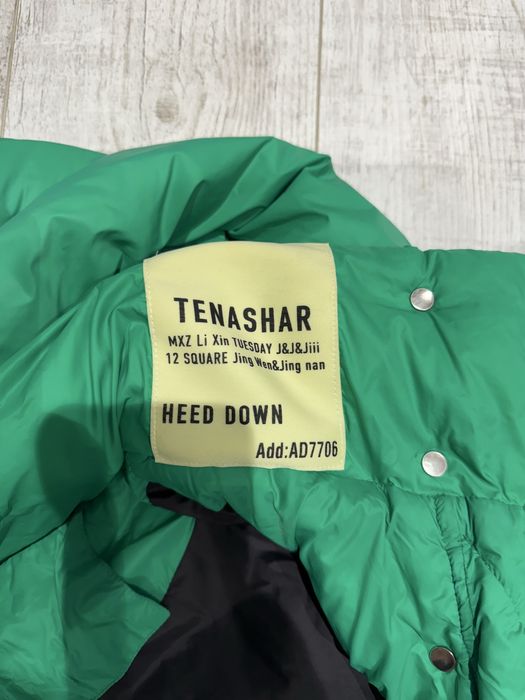 TENASHAR
MXZ Li Xin TUESDAY J&J&Jiii
12 SQUARE Jing Wen&Jing nan
HEED DOWN
Add:AD7706